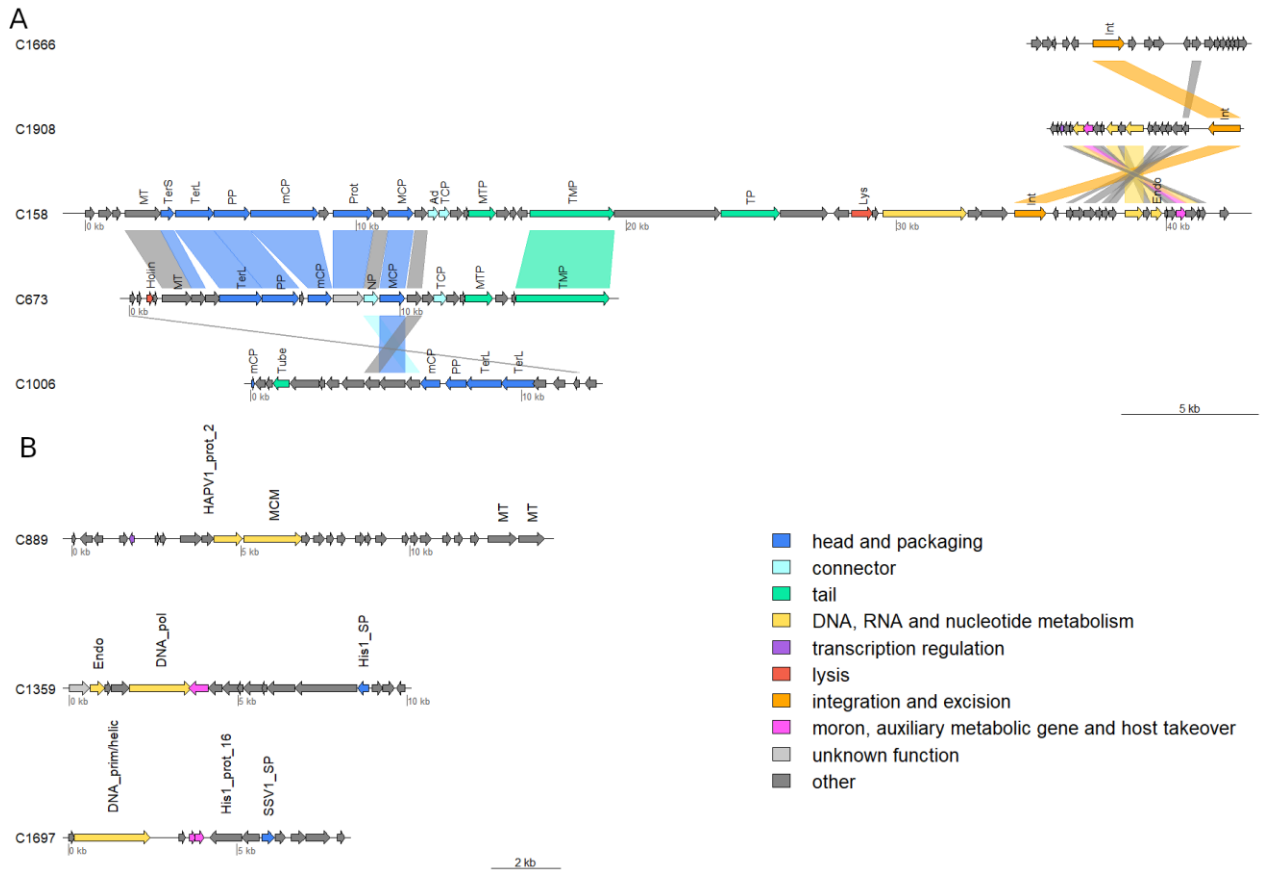 A
C1666
Int
C1908
Int
C158
MT TerS TerL PP mCP Prot MCP Ad TCP MTP TMP TP Lys Int Endo
0 kb 10 kb 20 kb 30 kb 40 kb
C673
Holin MT TerL PP mCP NP MCP TCP MTP TMP
0 kb 10 kb
C1006
mCP Tube mCP PP TerL TerL
0 kb 10 kb
5 kb
B
C889
HAPV1_prot_2 MCM MT MT
0 kb 5 kb 10 kb
C1359
Endo DNA_pol His1_SP
0 kb 5 kb 10 kb
C1697
DNA_prim/helic His1_prot_16 SSV1_SP
0 kb 5 kb
2 kb
head and packaging
connector
tail
DNA, RNA and nucleotide metabolism
transcription regulation
lysis
integration and excision
moron, auxiliary metabolic gene and host takeover
unknown function
other